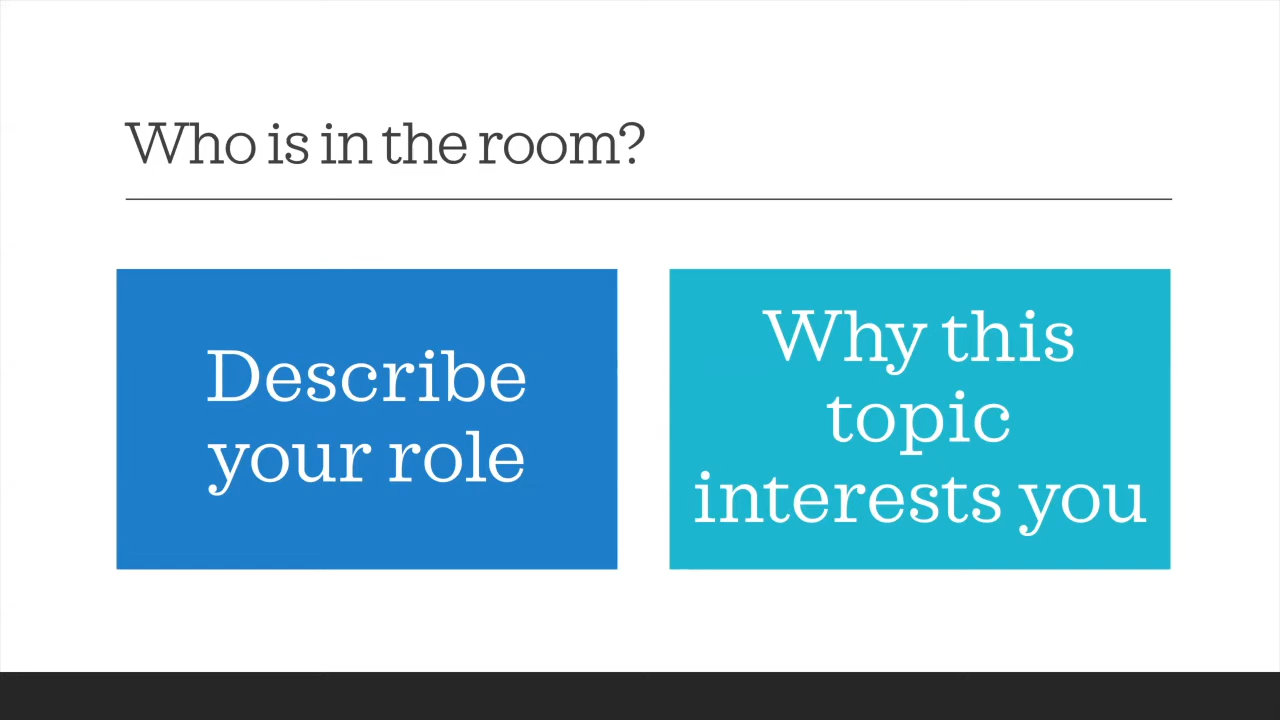 Who is in the room?
Describe
your role
Why this
topic
interests you